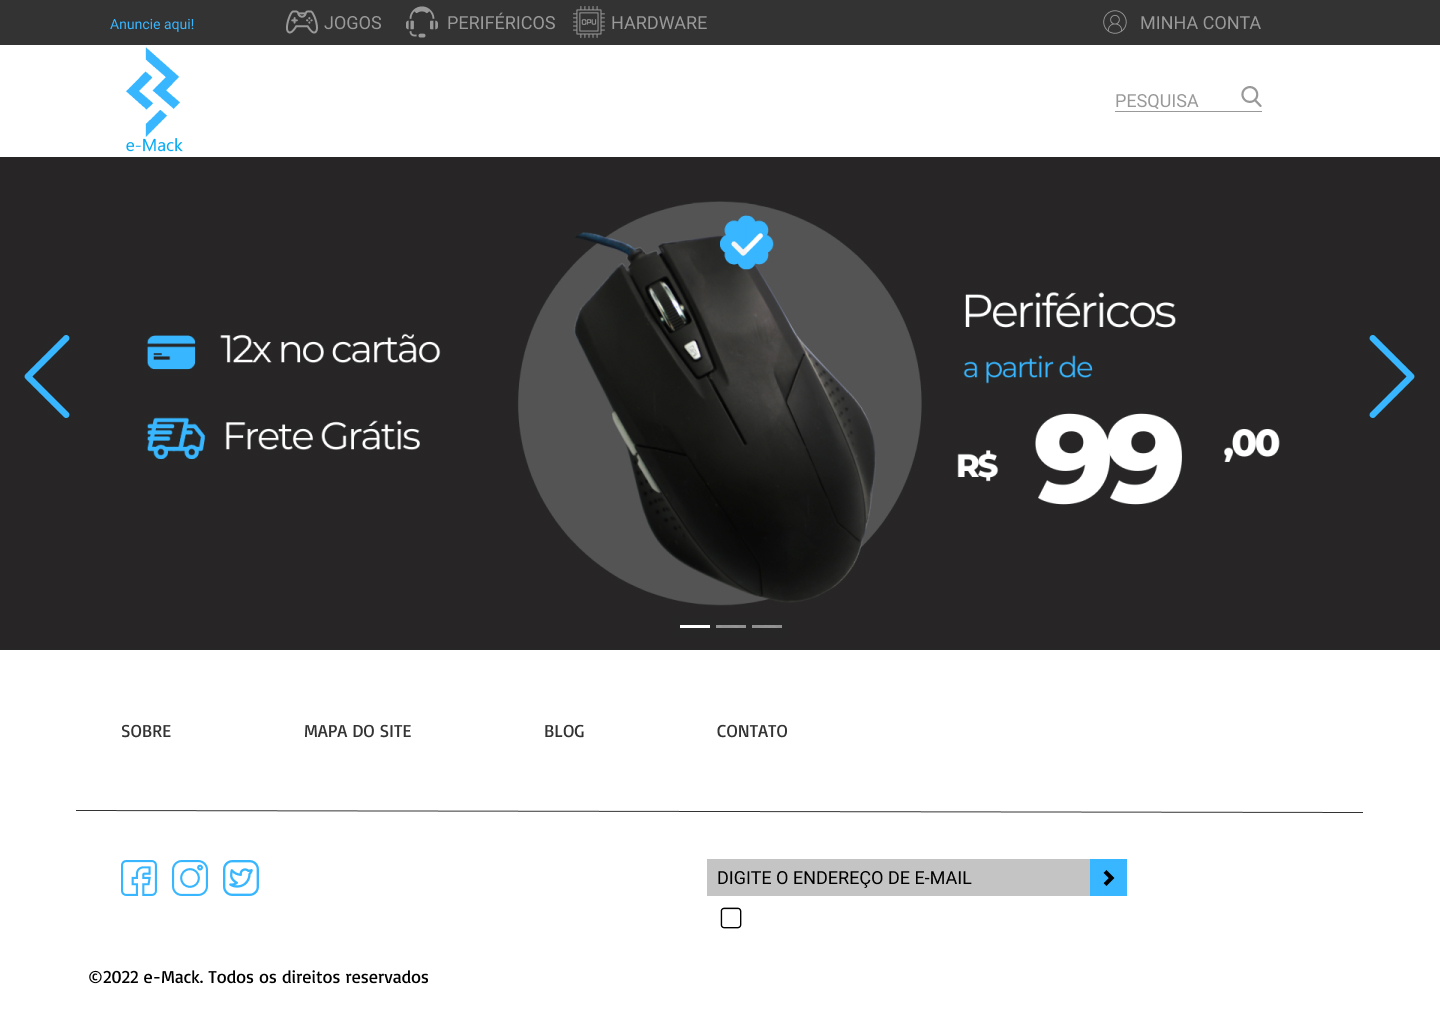 Anuncie aqui!
JOGOS
PERIFÉRICOS
CPU
HARDWARE
MINHA CONTA
e-Mack
PESQUISA
12x no cartão
Frete Grátis
Periféricos
a partir de
R$ 99 ,00
SOBRE
MAPA DO SITE
BLOG
CONTATO
DIGITE O ENDEREÇO DE E-MAIL
©2022 e-Mack. Todos os direitos reservados